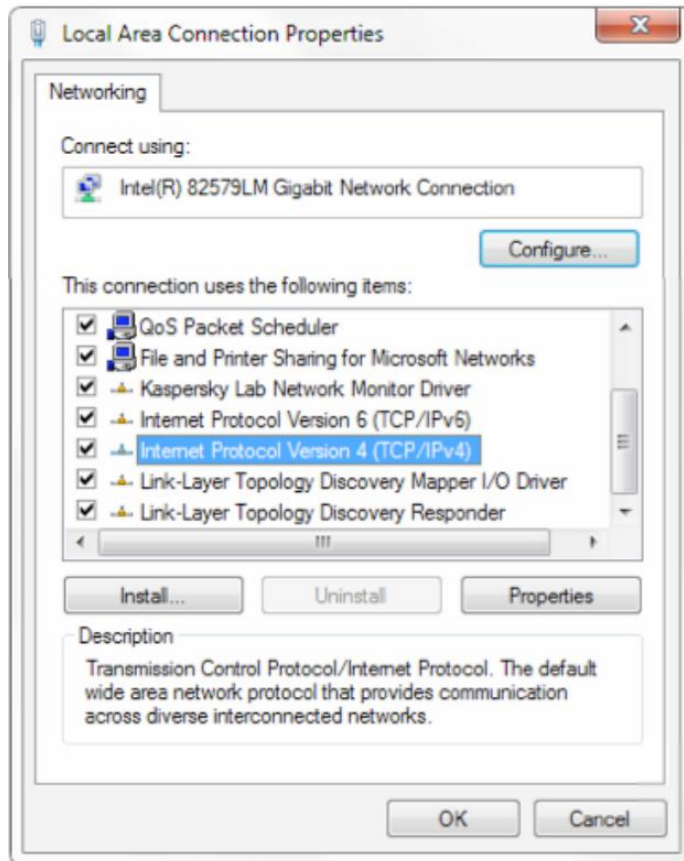 Local Area Connection Properties
Networking
Connect using:
Intel(R) 82579LM Gigabit Network Connection
Configure...
This connection uses the following items:
QoS Packet Scheduler
File and Printer Sharing for Microsoft Networks
Kaspersky Lab Network Monitor Driver
Internet Protocol Version 6 (TCP/IPv6)
Internet Protocol Version 4 (TCP/IPv4)
Link-Layer Topology Discovery Mapper I/O Driver
Link-Layer Topology Discovery Responder
Install... Uninstall Properties
Description
Transmission Control Protocol/Internet Protocol. The default
wide area network protocol that provides communication
across diverse interconnected networks.
OK Cancel